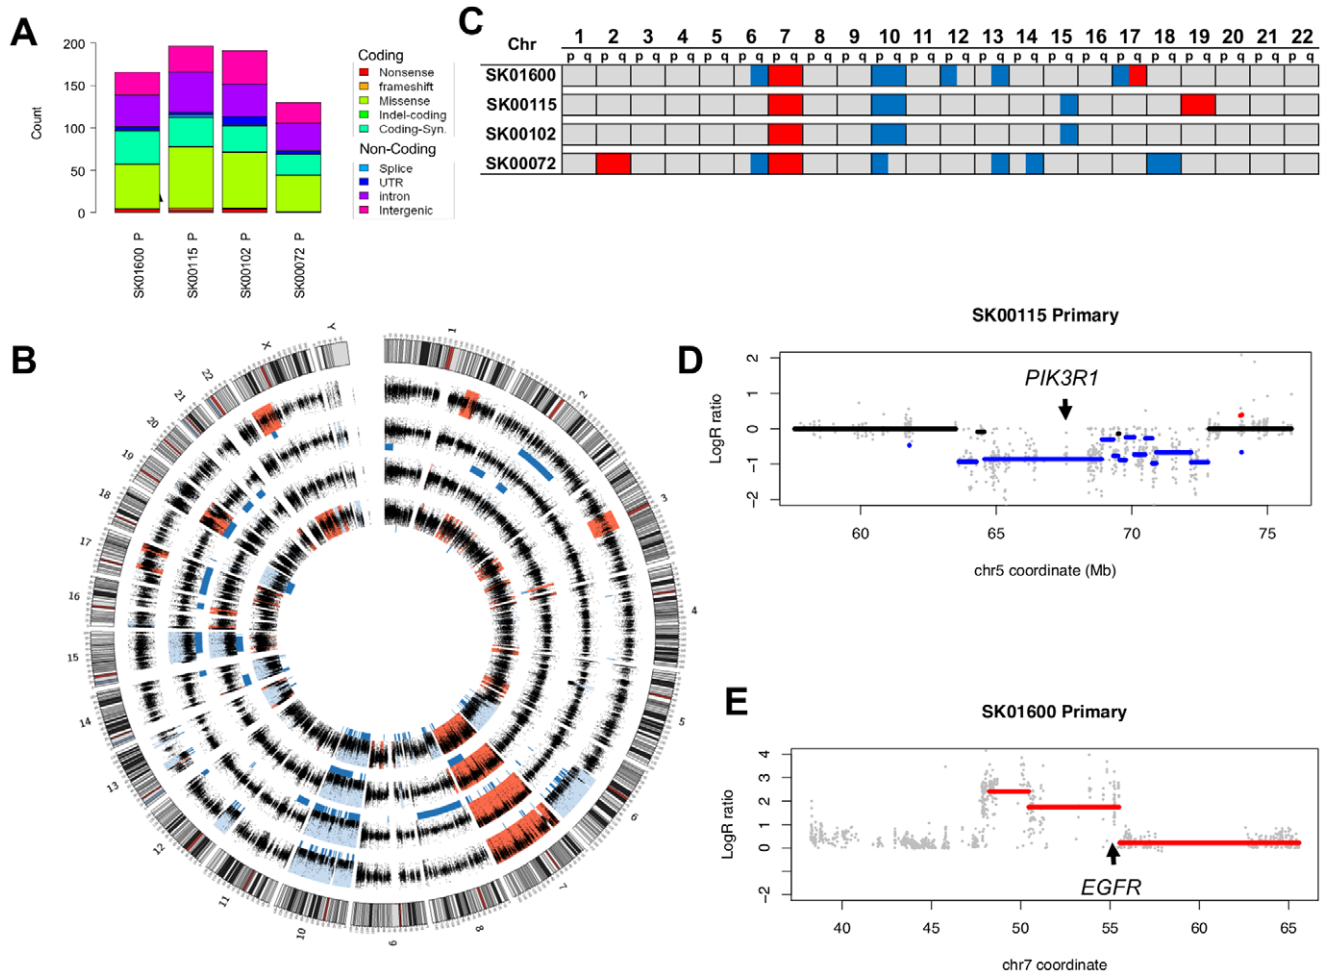 A
200
150
100
50
0
Count
SK01600 P
SK00115 P
SK00102 P
SK00072 P
Coding
Nonsense
frameshift
Missense
Indel-coding
Coding-Syn.
Non-Coding
Splice
UTR
intron
Intergenic
C
Chr 1 2 3 4 5 6 7 8 9 10 11 12 13 14 15 16 17 18 19 20 21 22
p q p q p q p q p q p q p q p q p q p q p q p q p q p q p q p q p q p q p q p q p q p q
SK01600
SK00115
SK00102
SK00072
B
1
2
3
4
5
6
7
8
9
10
11
12
13
14
15
16
17
18
19
20
21
22
X
Y
D
SK00115 Primary
PIK3R1
LogR ratio
2
1
0
−1
−2
60 65 70 75
chr5 coordinate (Mb)
E
SK01600 Primary
LogR ratio
4
3
2
1
0
−2
EGFR
40 45 50 55 60 65
chr7 coordinate